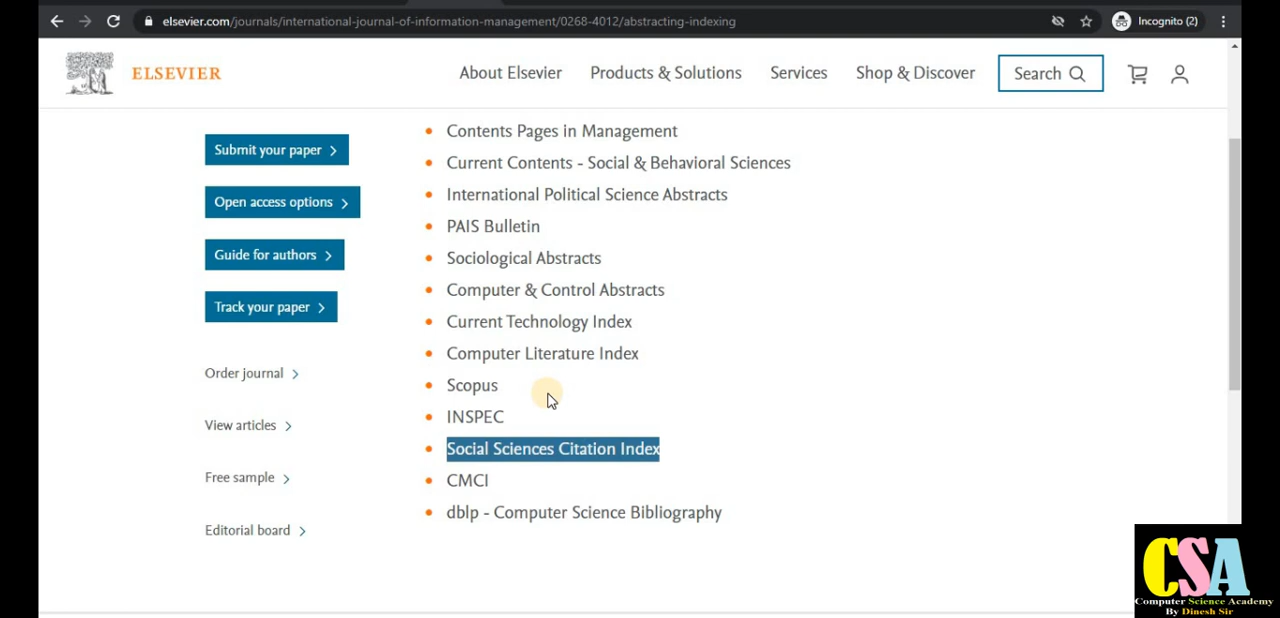 elsevier.com/journals/international-journal-of-information-management/0268-4012/abstracting-indexing
Incognito (2)
ELSEVIER
About Elsevier
Products & Solutions
Services
Shop & Discover
Search
Submit your paper
Open access options
Guide for authors
Track your paper
Order journal
View articles
Free sample
Editorial board
Contents Pages in Management
Current Contents - Social & Behavioral Sciences
International Political Science Abstracts
PAIS Bulletin
Sociological Abstracts
Computer & Control Abstracts
Current Technology Index
Computer Literature Index
Scopus
INSPEC
Social Sciences Citation Index
CMCI
dblp - Computer Science Bibliography
CSA
Computer Science Academy
By Dinesh Sir